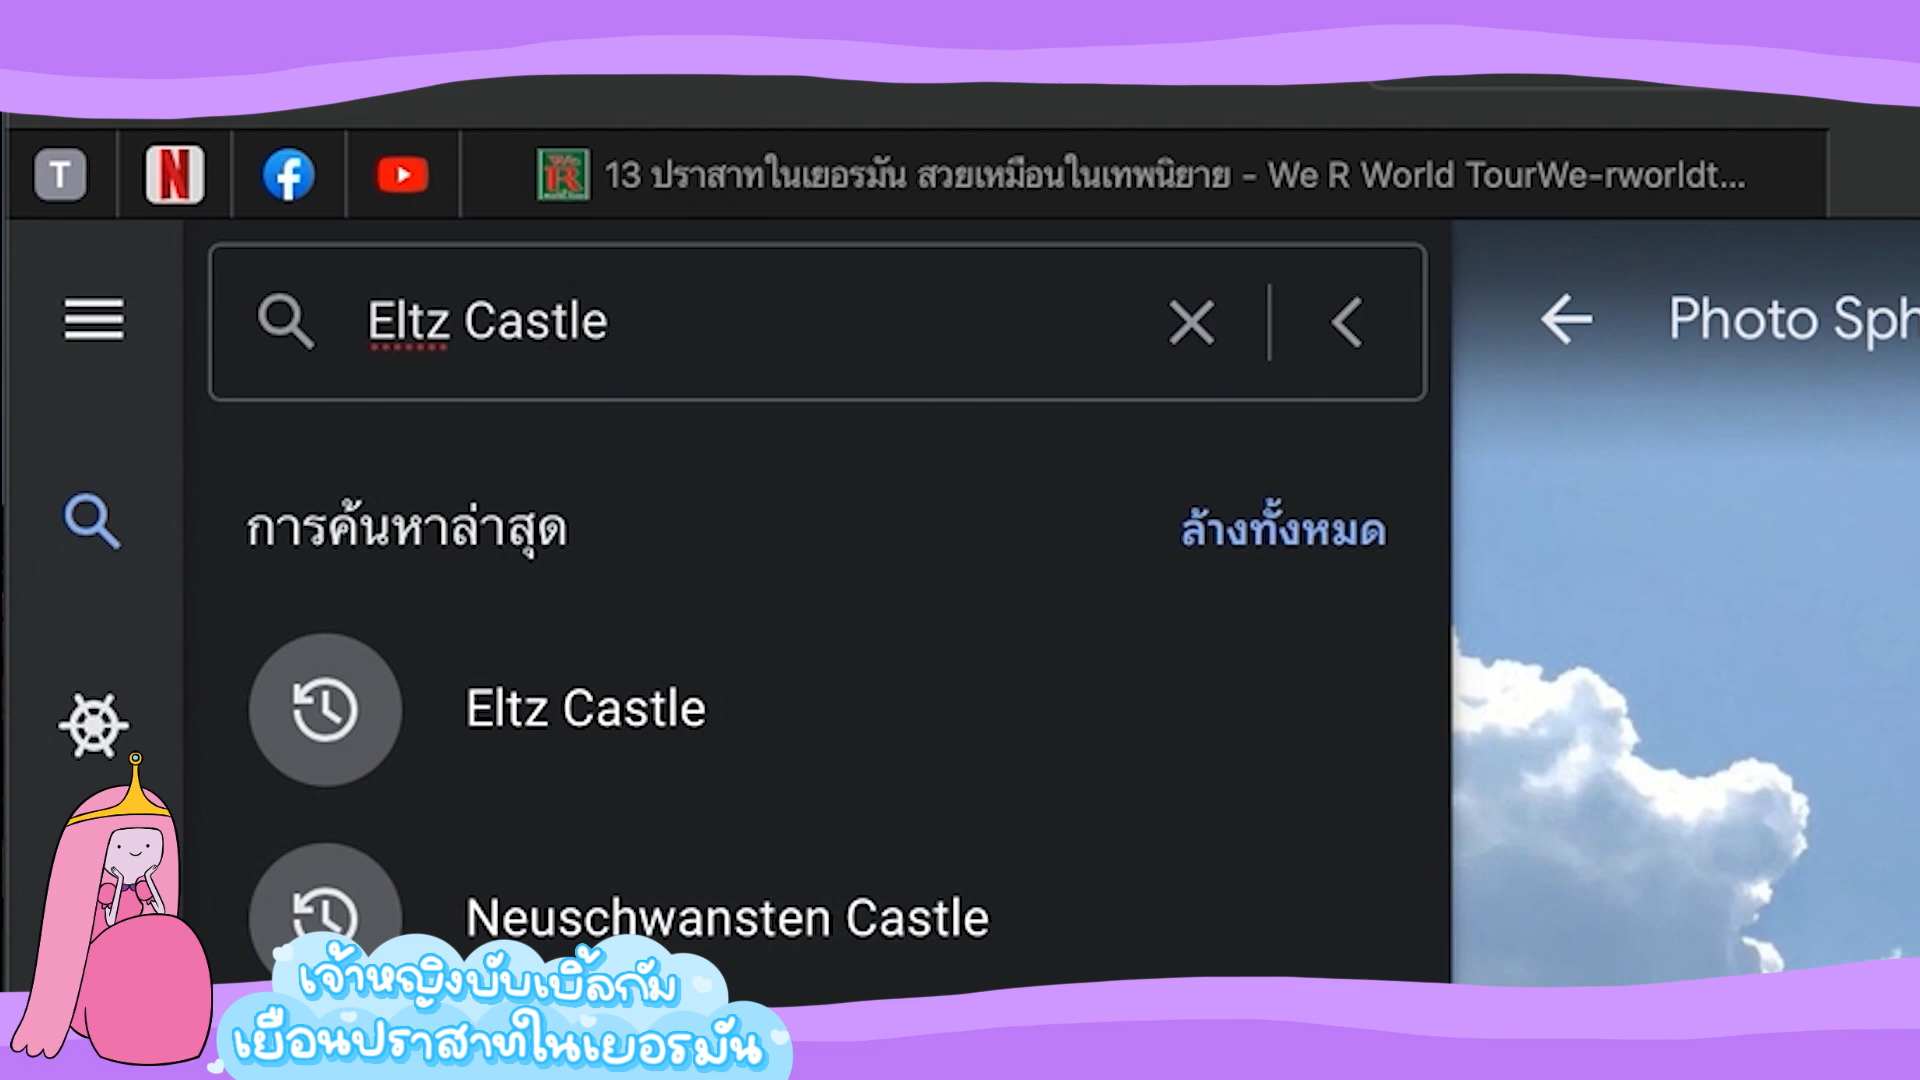 T
N
We
R
13 ปราสาทในเยอรมัน สวยเหมือนในเทพนิยาย - We R World TourWe-rworldt...
Eltz Castle
Photo Sph
การค้นหาล่าสุด
ล้างทั้งหมด
Eltz Castle
Neuschwansten Castle
เจ้าหญิงบับเบิ้ลกัม
เยือนปราสาทในเยอรมัน